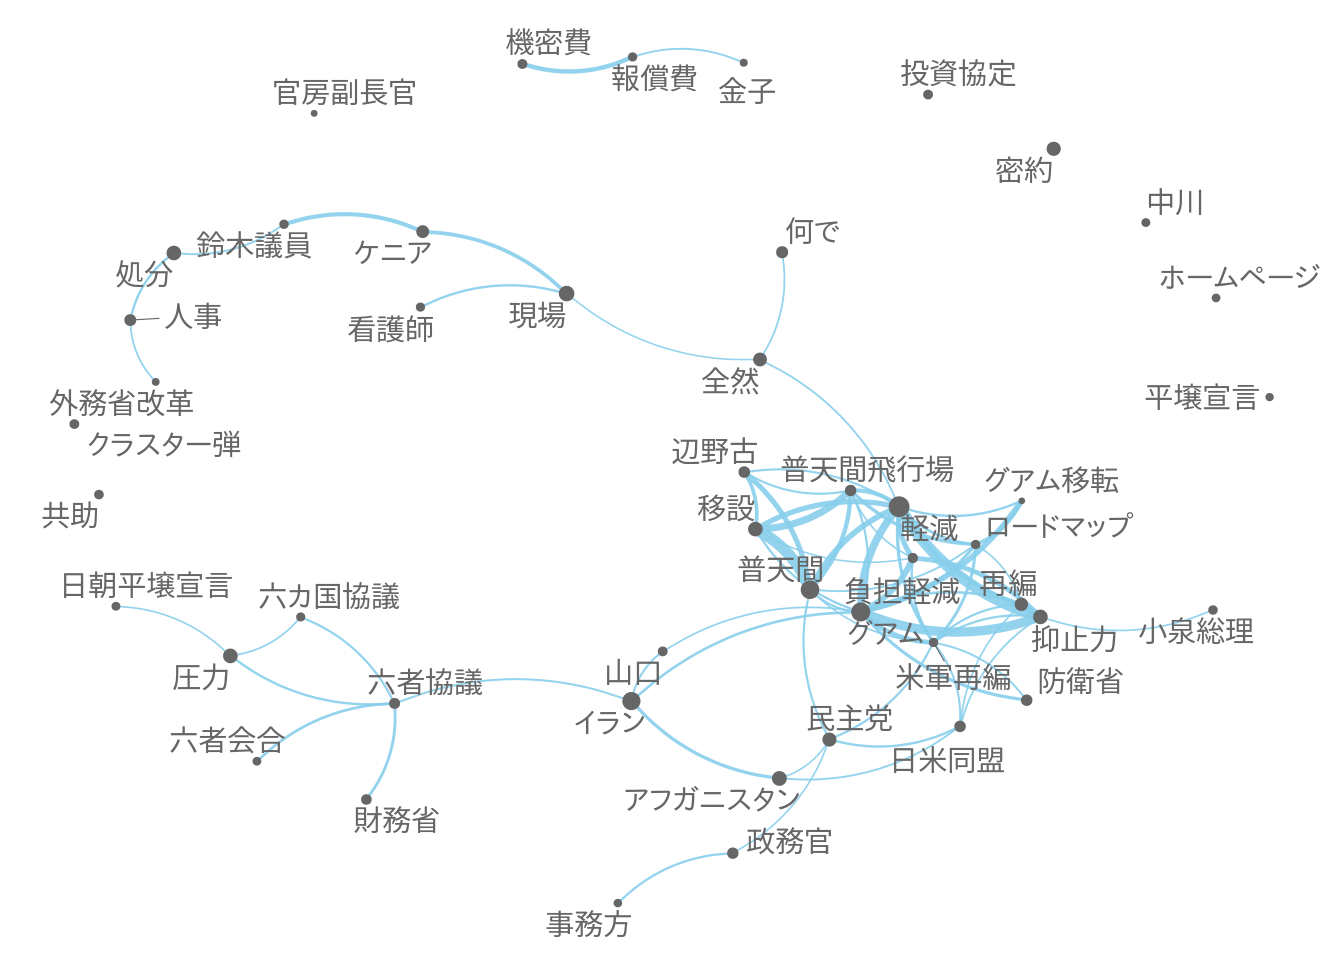 機密費
報償費
金子
官房副長官
投資協定
密約
中川
ホームページ
鈴木議員
ケニア
処分
人事
看護師
現場
何で
全然
外務省改革
クラスター弾
平壌宣言
共助
辺野古
普天間飛行場
グアム移転
移設
軽減
ロードマップ
普天間
負担軽減
再編
グアム
抑止力
小泉総理
日朝平壌宣言
六カ国協議
圧力
六者協議
山口
米軍再編
防衛省
イラン
民主党
六者会合
日米同盟
アフガニスタン
財務省
政務官
事務方